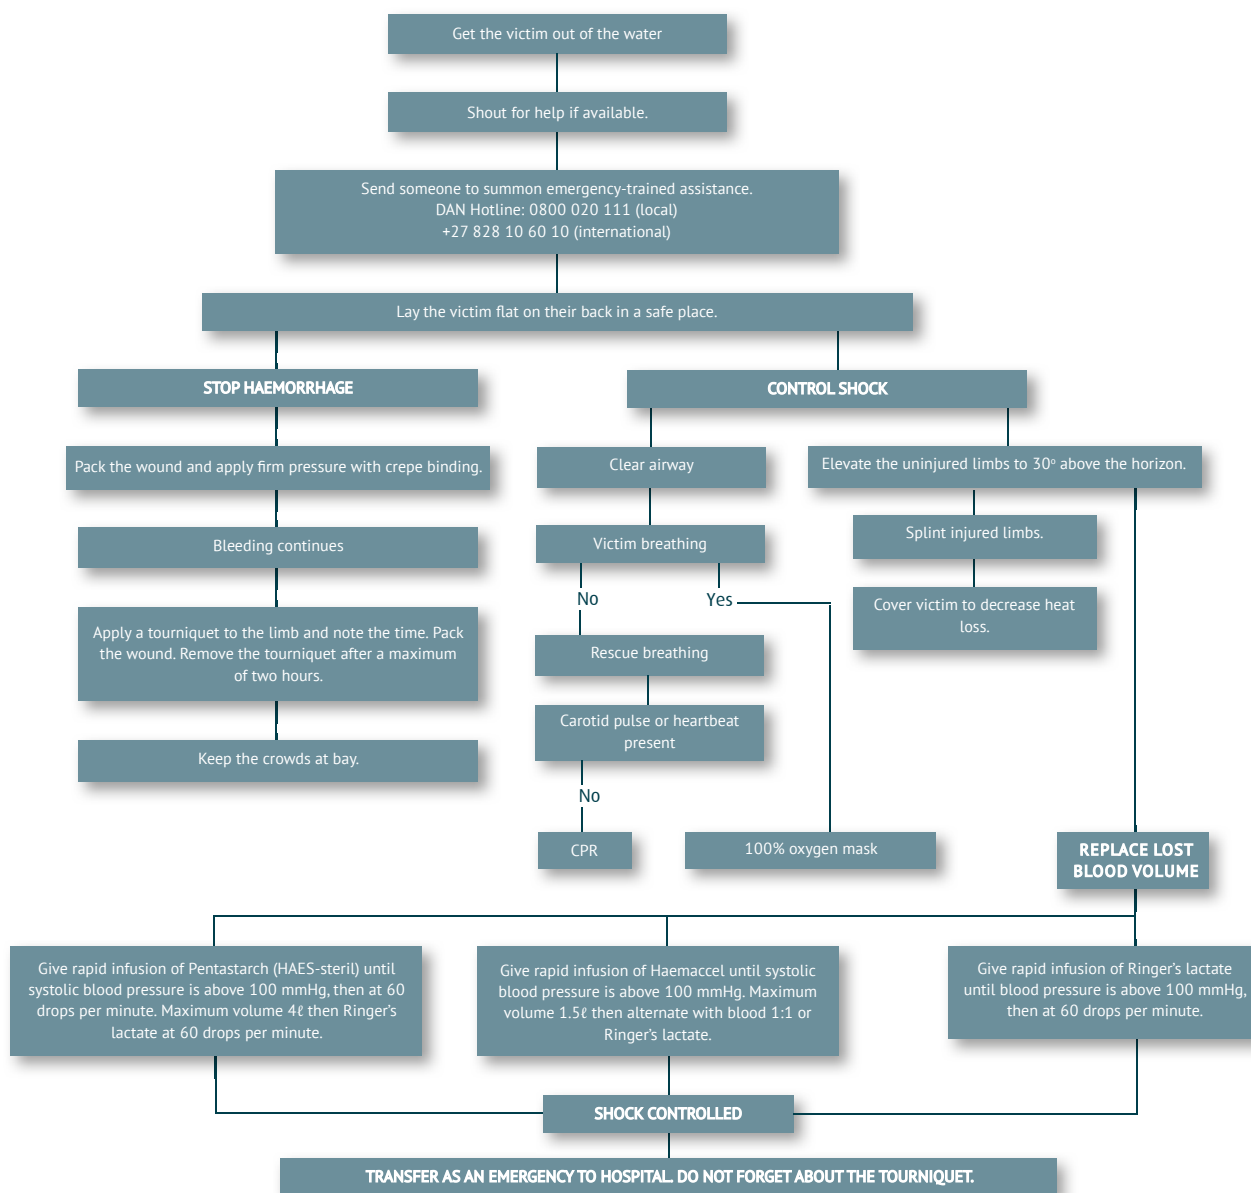 Get the victim out of the water
Shout for help if available.
Send someone to summon emergency-trained assistance.
DAN Hotline: 0800 020 111 (local)
+27 828 10 60 10 (international)
Lay the victim flat on their back in a safe place.
STOP HAEMORRHAGE
Pack the wound and apply firm pressure with crepe binding.
Bleeding continues
Apply a tourniquet to the limb and note the time. Pack
the wound. Remove the tourniquet after a maximum
of two hours.
Keep the crowds at bay.
CONTROL SHOCK
Clear airway
Victim breathing
No
Yes
Rescue breathing
Carotid pulse or heartbeat
present
No
CPR
100% oxygen mask
Elevate the uninjured limbs to 30º above the horizon.
Splint injured limbs.
Cover victim to decrease heat
loss.
REPLACE LOST
BLOOD VOLUME
Give rapid infusion of Pentastarch (HAES-steril) until
systolic blood pressure is above 100 mmHg, then at 60
drops per minute. Maximum volume 4ℓ then Ringer’s
lactate at 60 drops per minute.
Give rapid infusion of Haemaccel until systolic
blood pressure is above 100 mmHg. Maximum
volume 1.5ℓ then alternate with blood 1:1 or
Ringer’s lactate.
Give rapid infusion of Ringer’s lactate
until blood pressure is above 100 mmHg,
then at 60 drops per minute.
SHOCK CONTROLLED
TRANSFER AS AN EMERGENCY TO HOSPITAL. DO NOT FORGET ABOUT THE TOURNIQUET.